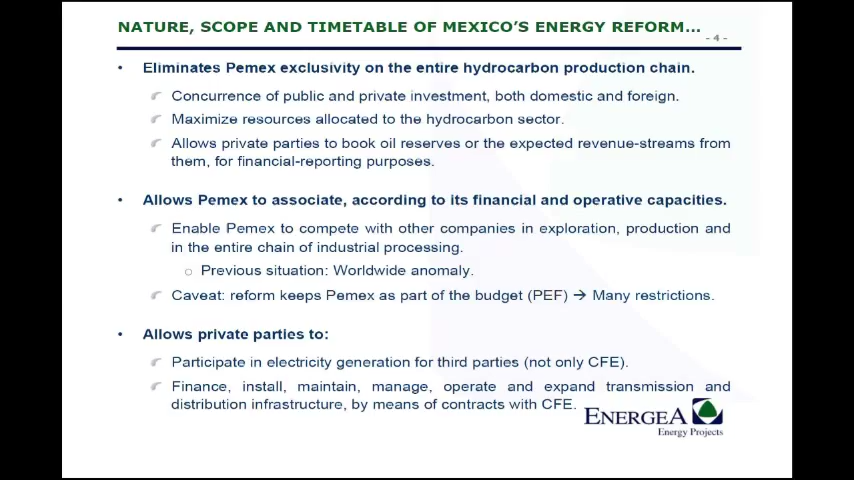 NATURE, SCOPE AND TIMETABLE OF MEXICO'S ENERGY REFORM...
- 4 -
• Eliminates Pemex exclusivity on the entire hydrocarbon production chain.
Concurrence of public and private investment, both domestic and foreign.
Maximize resources allocated to the hydrocarbon sector.
Allows private parties to book oil reserves or the expected revenue-streams from
them, for financial-reporting purposes.
• Allows Pemex to associate, according to its financial and operative capacities.
Enable Pemex to compete with other companies in exploration, production and
in the entire chain of industrial processing.
○ Previous situation: Worldwide anomaly.
Caveat: reform keeps Pemex as part of the budget (PEF) → Many restrictions.
• Allows private parties to:
Participate in electricity generation for third parties (not only CFE).
Finance, install, maintain, manage, operate and expand transmission and
distribution infrastructure, by means of contracts with CFE.
ENERGEA
Energy Projects